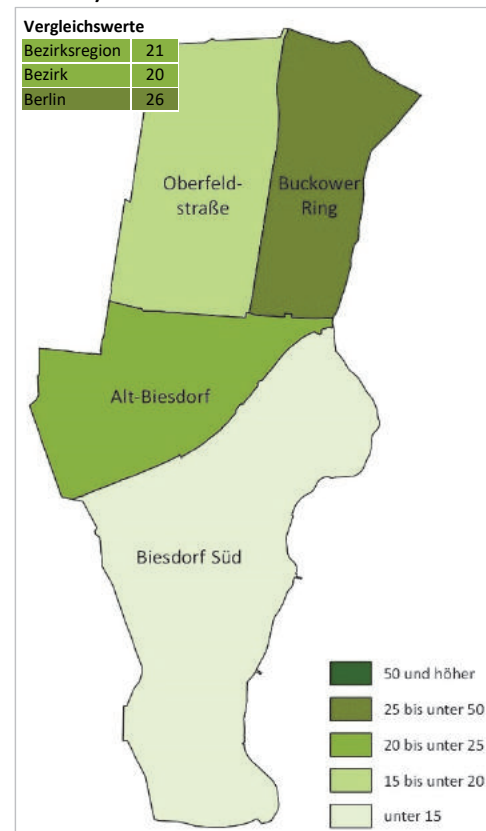 Vergleichswerte
Bezirksregion 21
Bezirk 20
Berlin 26
Oberfeld-
straße
Buckower
Ring
Alt-Biesdorf
Biesdorf Süd
50 und höher
25 bis unter 50
20 bis unter 25
15 bis unter 20
unter 15